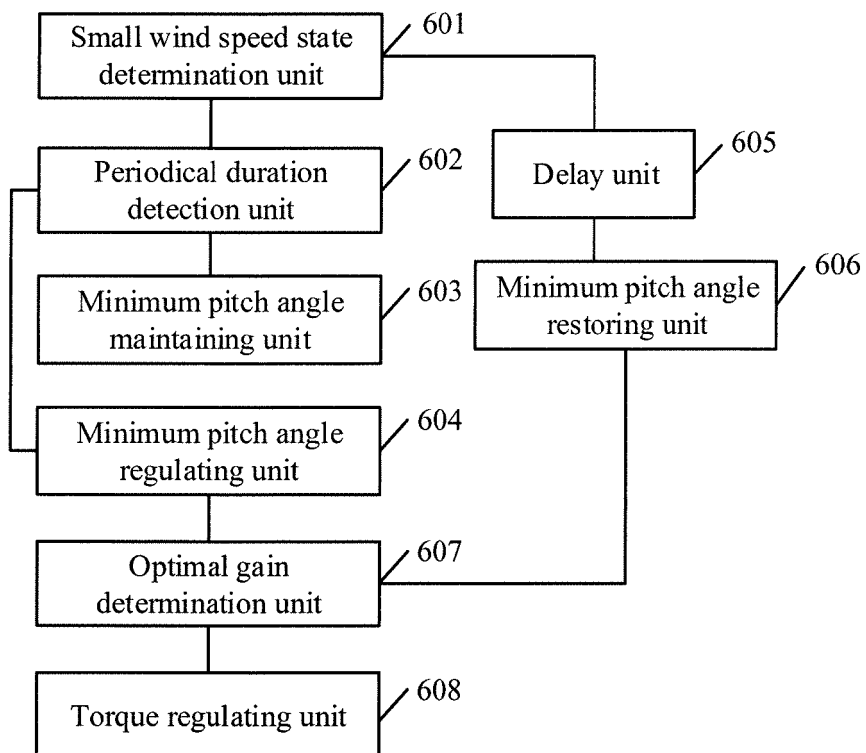 Small wind speed state
determination unit
601
Periodical duration
detection unit
602
Delay unit
605
Minimum pitch angle
maintaining unit
603
Minimum pitch angle
restoring unit
606
Minimum pitch angle
regulating unit
604
Optimal gain
determination unit
607
Torque regulating unit
608